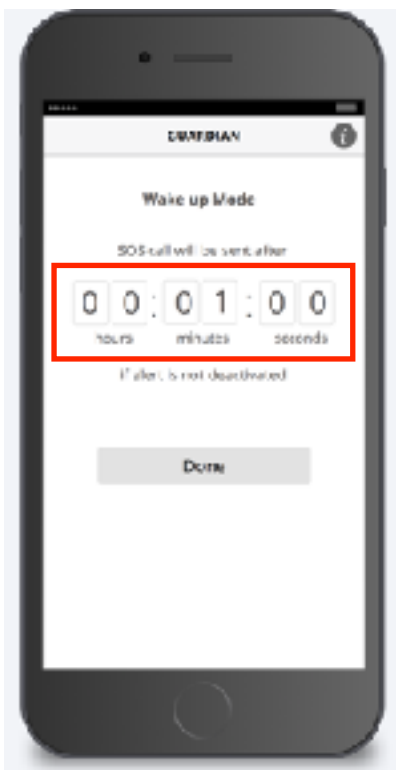 GUARDIAN
Wake up Mode
SOS call will be sent after
00:01:00
hours minutes seconds
if alert is not deactivated
Done